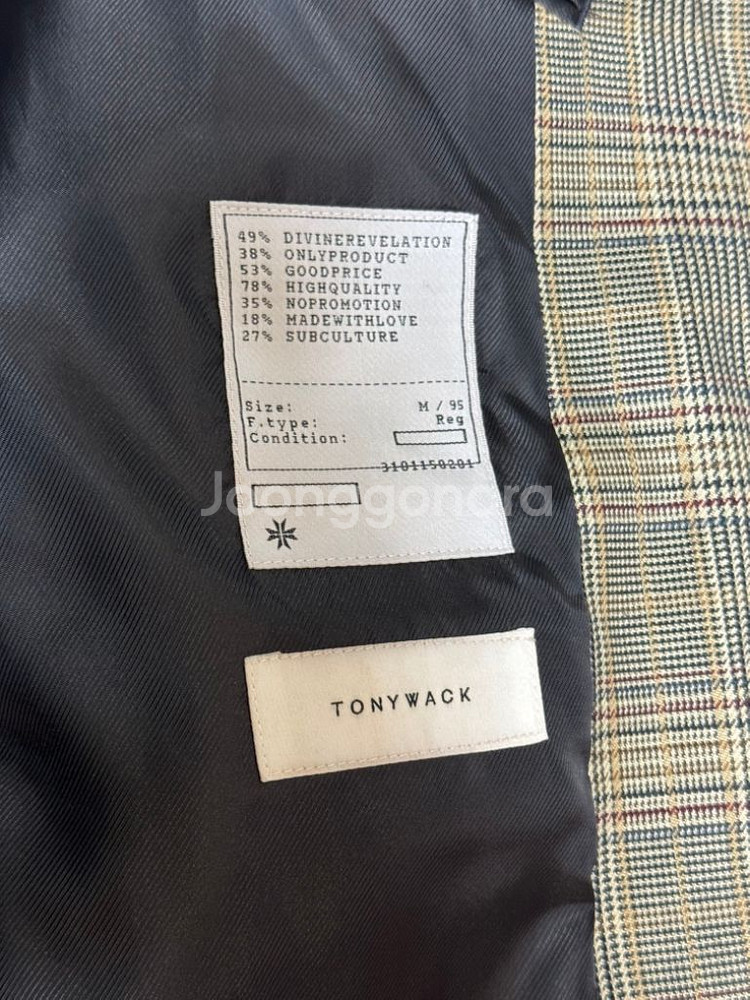 49% DIVINEREVELATION
38% ONLYPRODUCT
53% GOODPRICE
78% HIGHQUALITY
35% NOPROMOTION
18% MADEWITHLOVE
27% SUBCULTURE
Size: M / 95
F.type: Reg
Condition:
3101150201
Joonggonara
TONYWACK